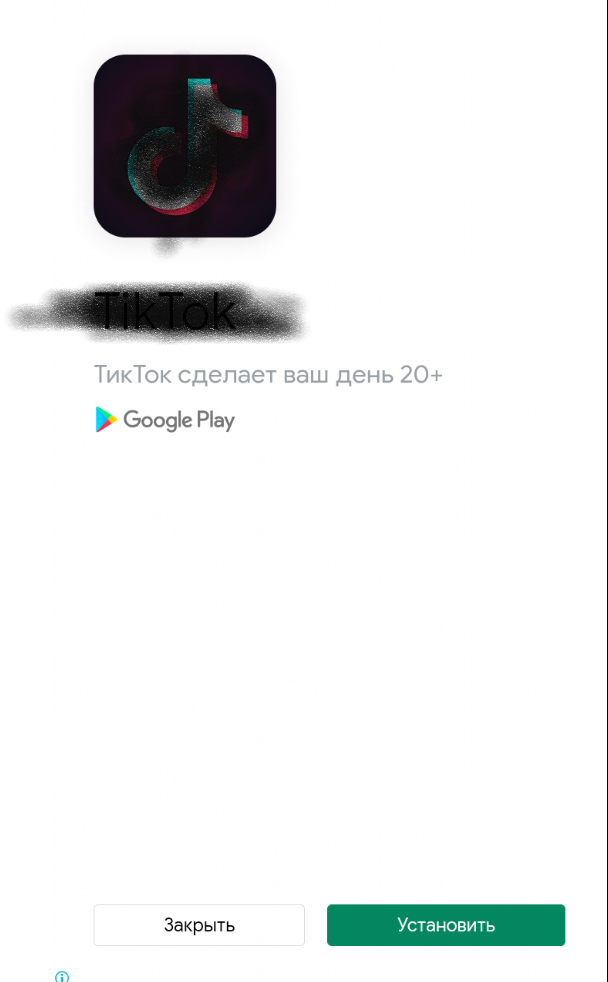 TikTok
ТикТок сделает ваш день 20+
Google Play
Закрыть
Установить